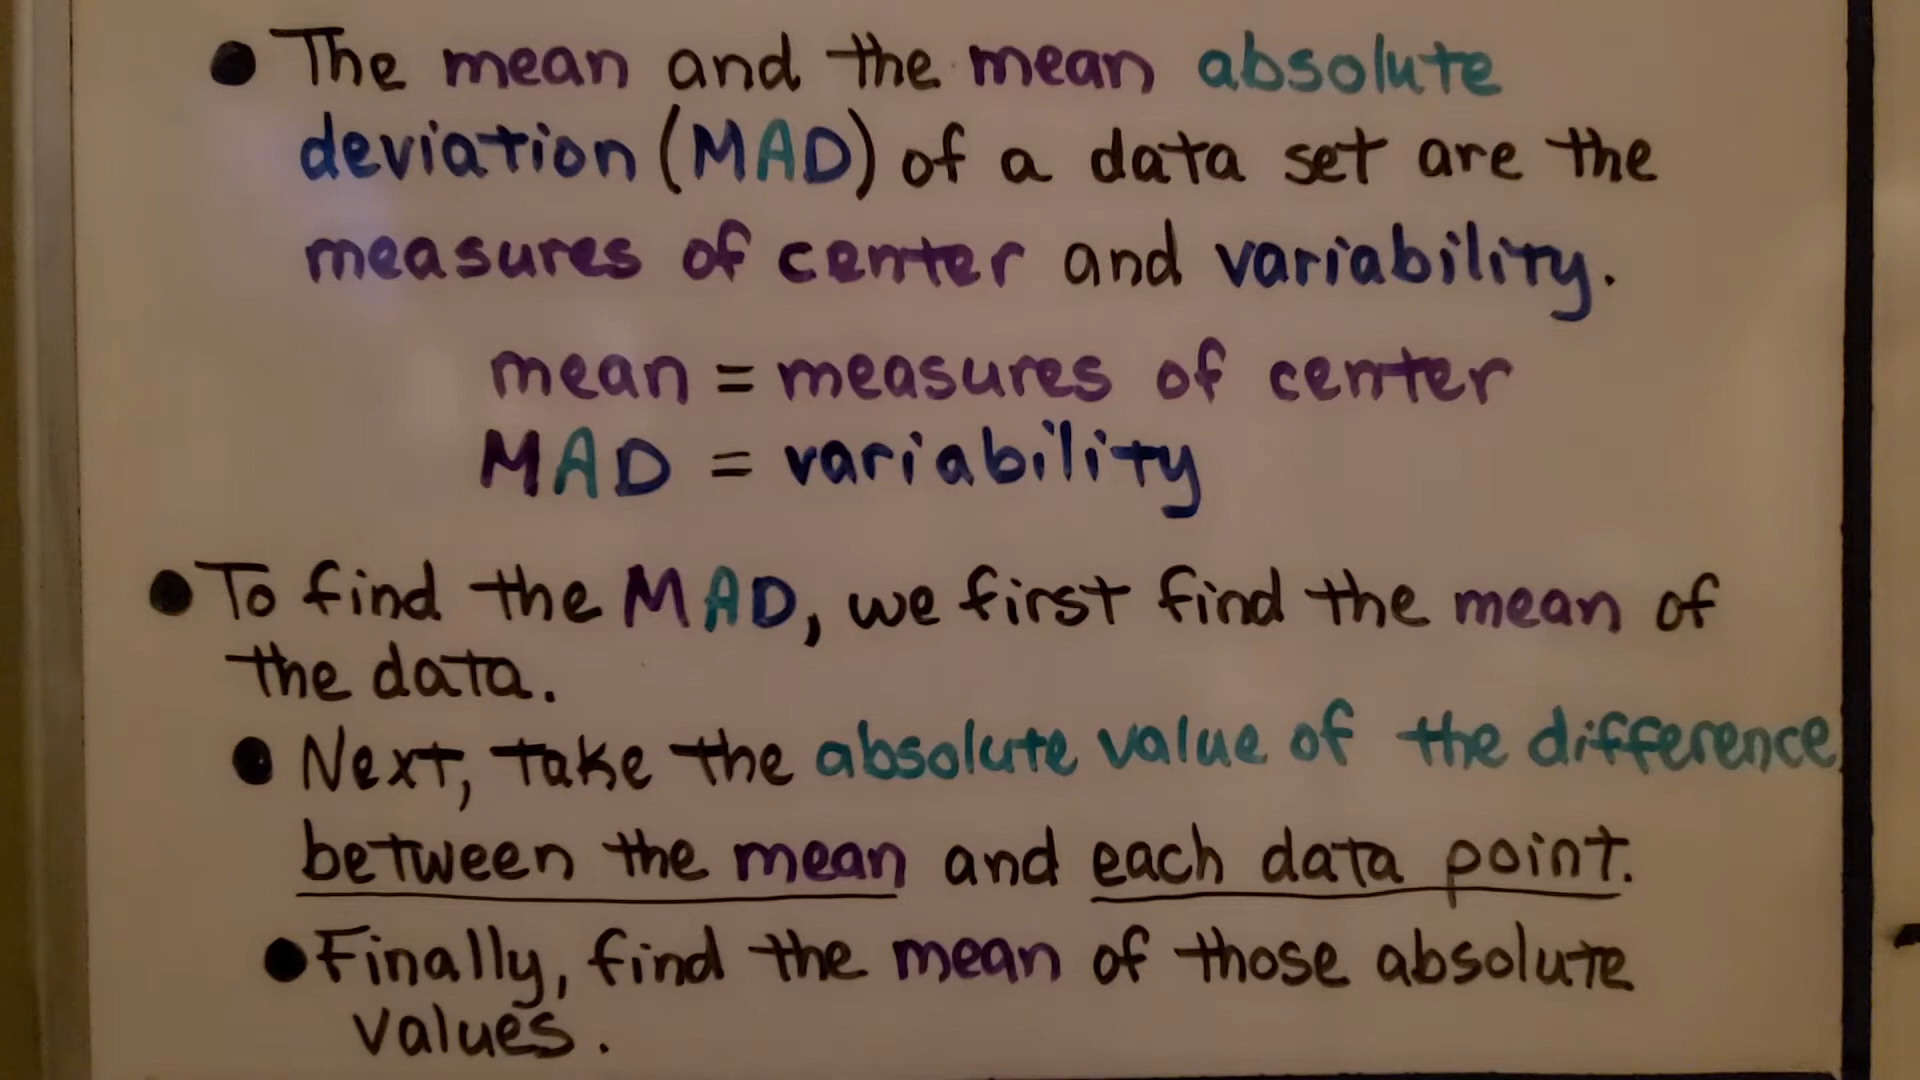 • The mean and the mean absolute
deviation (MAD) of a data set are the
measures of center and variability.
mean = measures of center
MAD = variability
• To find the MAD, we first find the mean of
the data.
• Next, take the absolute value of the difference
between the mean and each data point.
• Finally, find the mean of those absolute
values.